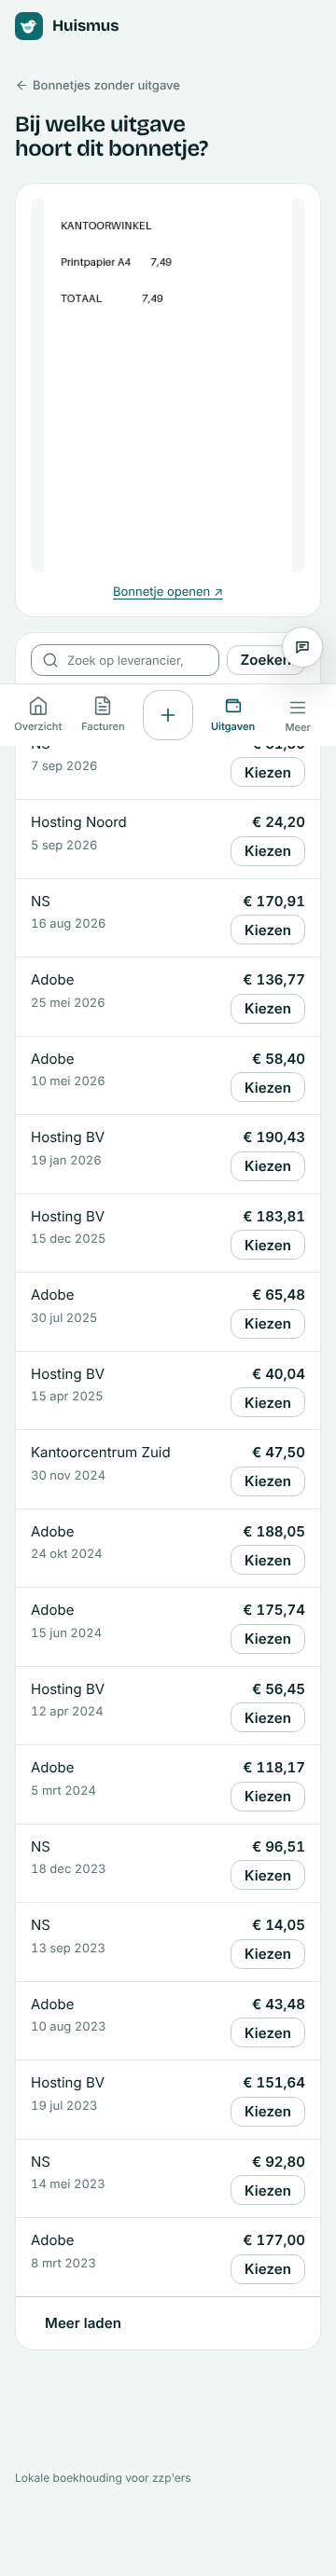 Huismus
← Bonnetjes zonder uitgave
Bij welke uitgave
hoort dit bonnetje?
KANTOORWINKEL
Printpapier A4 7,49
TOTAAL 7,49
Bonnetje openen ↗
Zoek op leverancier,
Zoeken
Overzicht
Facturen
+
Uitgaven
Meer
NS
7 sep 2026
Kiezen
Hosting Noord € 24,20
5 sep 2026
Kiezen
NS € 170,91
16 aug 2026
Kiezen
Adobe € 136,77
25 mei 2026
Kiezen
Adobe € 58,40
10 mei 2026
Kiezen
Hosting BV € 190,43
19 jan 2026
Kiezen
Hosting BV € 183,81
15 dec 2025
Kiezen
Adobe € 65,48
30 jul 2025
Kiezen
Hosting BV € 40,04
15 apr 2025
Kiezen
Kantoorcentrum Zuid € 47,50
30 nov 2024
Kiezen
Adobe € 188,05
24 okt 2024
Kiezen
Adobe € 175,74
15 jun 2024
Kiezen
Hosting BV € 56,45
12 apr 2024
Kiezen
Adobe € 118,17
5 mrt 2024
Kiezen
NS € 96,51
18 dec 2023
Kiezen
NS € 14,05
13 sep 2023
Kiezen
Adobe € 43,48
10 aug 2023
Kiezen
Hosting BV € 151,64
19 jul 2023
Kiezen
NS € 92,80
14 mei 2023
Kiezen
Adobe € 177,00
8 mrt 2023
Kiezen
Meer laden
Lokale boekhouding voor zzp'ers